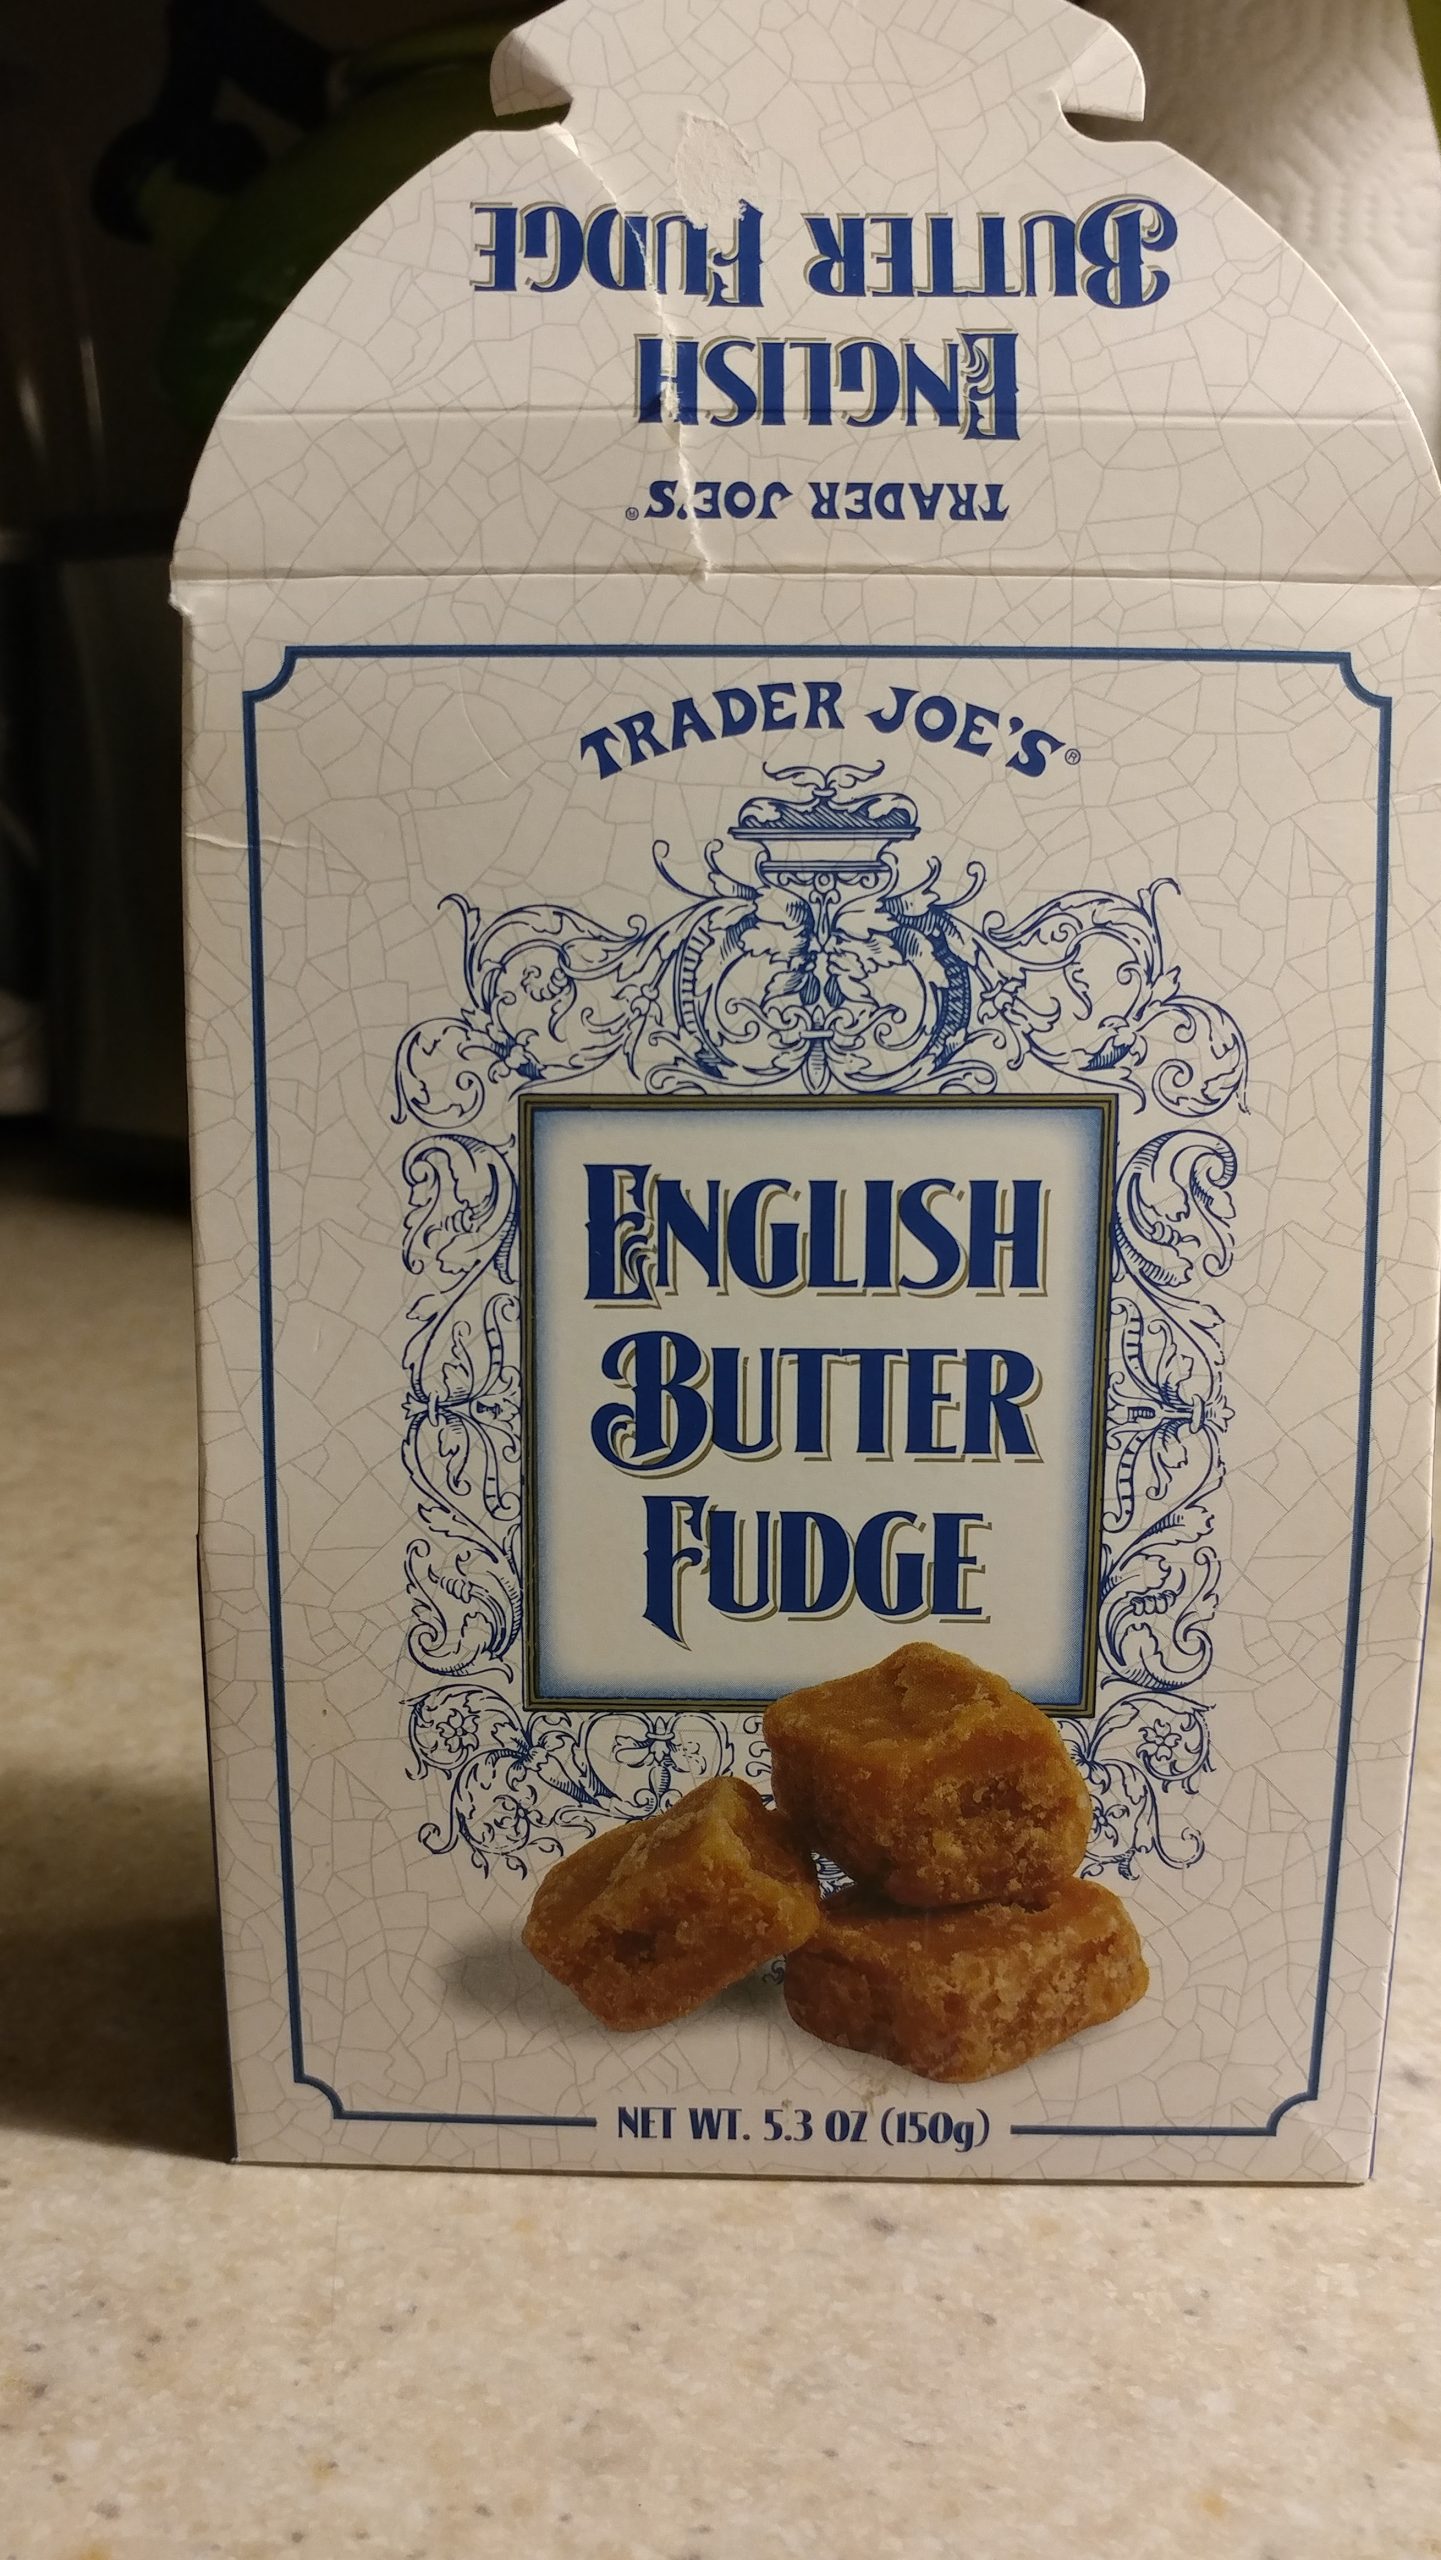 BUTTER FUDGE
ENGLISH
TRADER JOE'S®
TRADER JOE'S®
ENGLISH
BUTTER
FUDGE
NET WT. 5.3 OZ (150g)